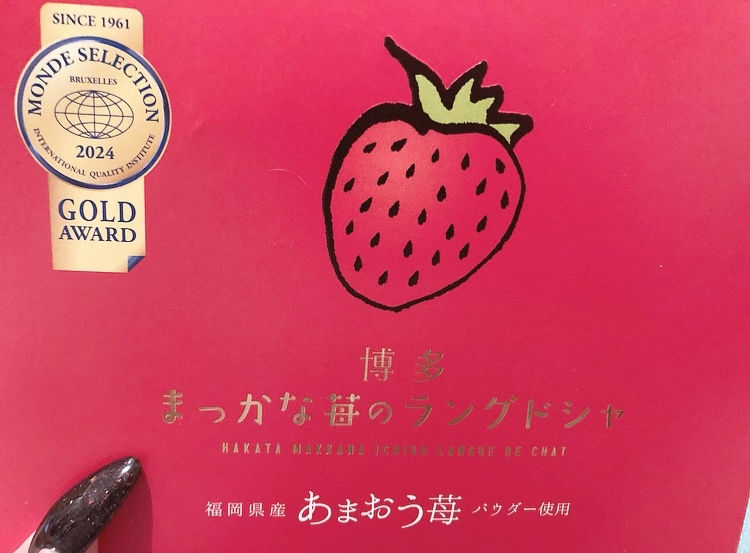 SINCE 1961
MONDE SELECTION
BRUXELLES
2024
INTERNATIONAL QUALITY INSTITUTE
GOLD
AWARD
博多
まっかな苺のラングドシャ
HAKATA MAKKANA ICHIGO LANGUE DE CHAT
福岡県産 あまおう苺 パウダー使用